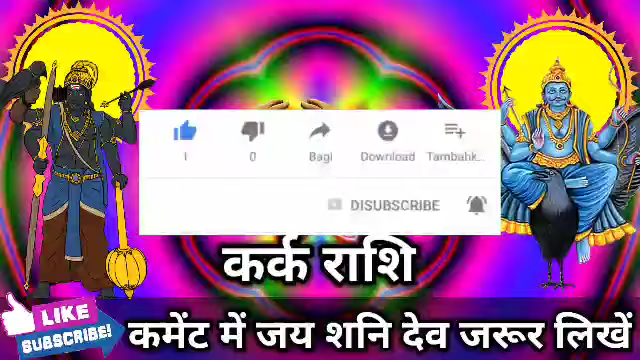 1 0 Bagi Download Tambahk...
DISUBSCRIBE
कर्क राशि
LIKE
SUBSCRIBE!
कमेंट में जय शनि देव जरूर लिखें